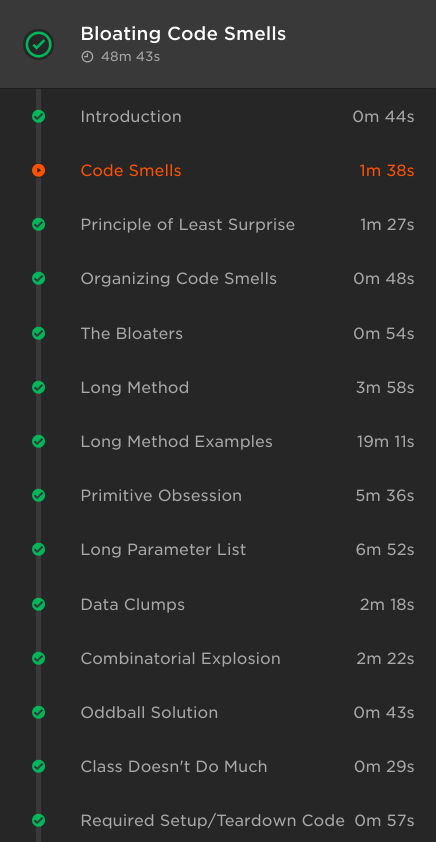 Bloating Code Smells
48m 43s
Introduction 0m 44s
Code Smells 1m 38s
Principle of Least Surprise 1m 27s
Organizing Code Smells 0m 48s
The Bloaters 0m 54s
Long Method 3m 58s
Long Method Examples 19m 11s
Primitive Obsession 5m 36s
Long Parameter List 6m 52s
Data Clumps 2m 18s
Combinatorial Explosion 2m 22s
Oddball Solution 0m 43s
Class Doesn't Do Much 0m 29s
Required Setup/Teardown Code 0m 57s